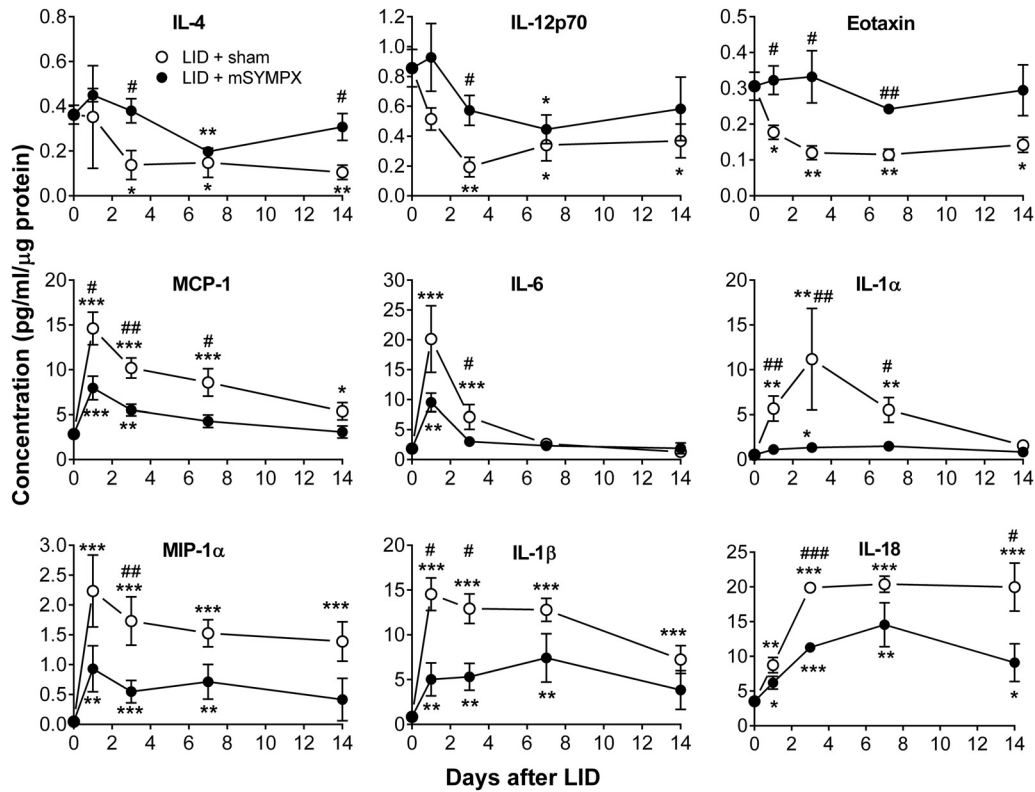 Concentration (pg/ml/µg protein)
IL-4
LID + sham
LID + mSYMPX
0.8
0.6
0.4
0.2
0.0
# #
**
* * **
0 2 4 6 8 10 12 14
IL-12p70
1.2
1.0
0.8
0.6
0.4
0.2
0.0
#
*
** * *
0 2 4 6 8 10 12 14
Eotaxin
0.5
0.4
0.3
0.2
0.1
0.0
# #
##
* ** ** *
0 2 4 6 8 10 12 14
MCP-1
20
15
10
5
0
# ## #
*** *** *** *
*** **
0 2 4 6 8 10 12 14
IL-6
30
25
20
15
10
5
0
*** #
***
**
0 2 4 6 8 10 12 14
IL-1α
20
15
10
5
0
**##
## #
** **
*
0 2 4 6 8 10 12 14
MIP-1α
3.0
2.5
2.0
1.5
1.0
0.5
0.0
*** ##
*** *** ***
** *** **
0 2 4 6 8 10 12 14
IL-1β
20
15
10
5
0
# #
*** *** *** ***
** ** **
0 2 4 6 8 10 12 14
IL-18
25
20
15
10
5
0
### #
** *** *** ***
* *** ** *
0 2 4 6 8 10 12 14
Days after LID